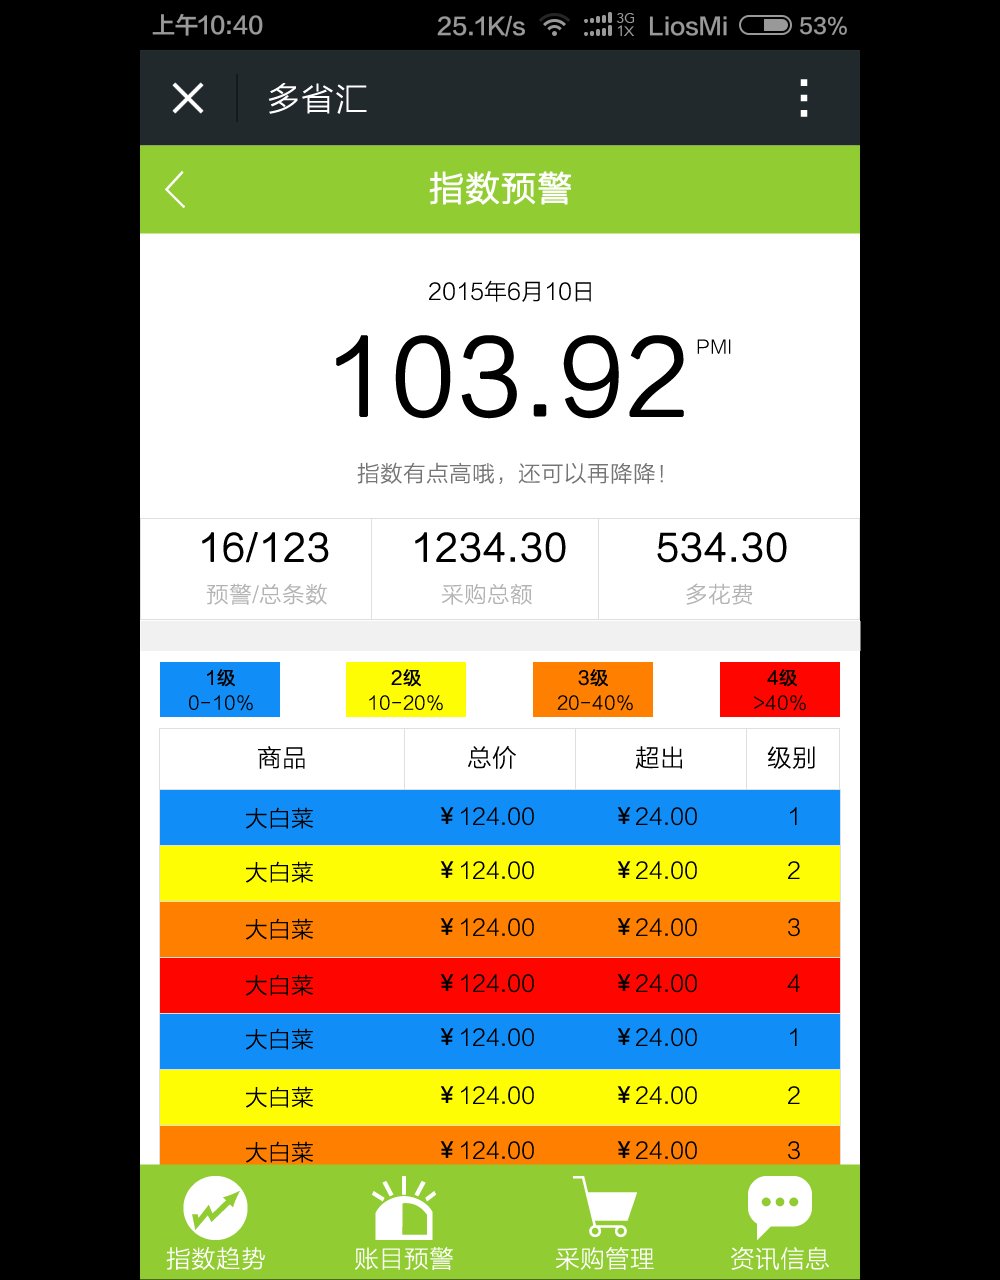 上午10:40 25.1K/s 3G 1X LiosMi 53%
多省汇
指数预警
2015年6月10日
103.92 PMI
指数有点高哦，还可以再降降！
16/123 1234.30 534.30
预警/总条数 采购总额 多花费
1级 2级 3级 4级
0-10% 10-20% 20-40% >40%
商品 总价 超出 级别
大白菜 ¥124.00 ¥24.00 1
大白菜 ¥124.00 ¥24.00 2
大白菜 ¥124.00 ¥24.00 3
大白菜 ¥124.00 ¥24.00 4
大白菜 ¥124.00 ¥24.00 1
大白菜 ¥124.00 ¥24.00 2
大白菜 ¥124.00 ¥24.00 3
指数趋势 账目预警 采购管理 资讯信息